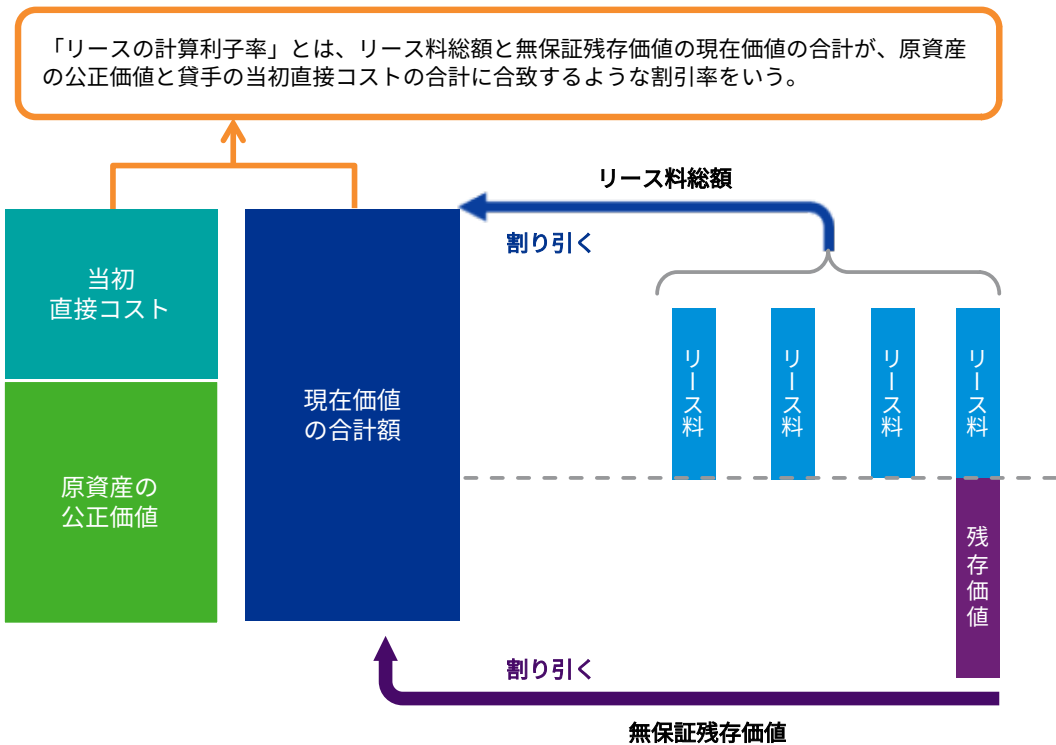 「リースの計算利子率」とは、リース料総額と無保証残存価値の現在価値の合計が、原資産
の公正価値と貸手の当初直接コストの合計に合致するような割引率をいう。
リース料総額
割り引く
当初
直接コスト
現在価値
の合計額
リース料
リース料
リース料
リース料
原資産の
公正価値
残存価値
割り引く
無保証残存価値